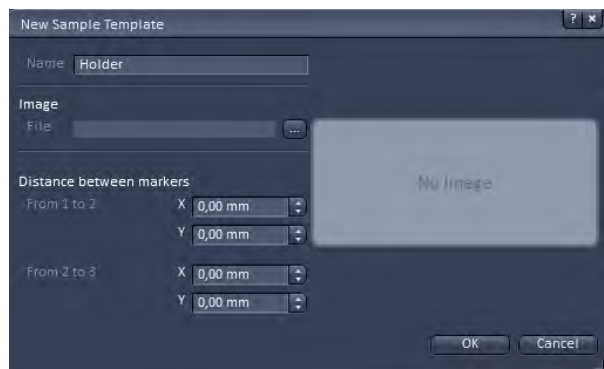 New Sample Template ? ×
Name Holder
Image
File ...
No Image
Distance between markers
From 1 to 2 X 0,00 mm
Y 0,00 mm
From 2 to 3 X 0,00 mm
Y 0,00 mm
OK Cancel